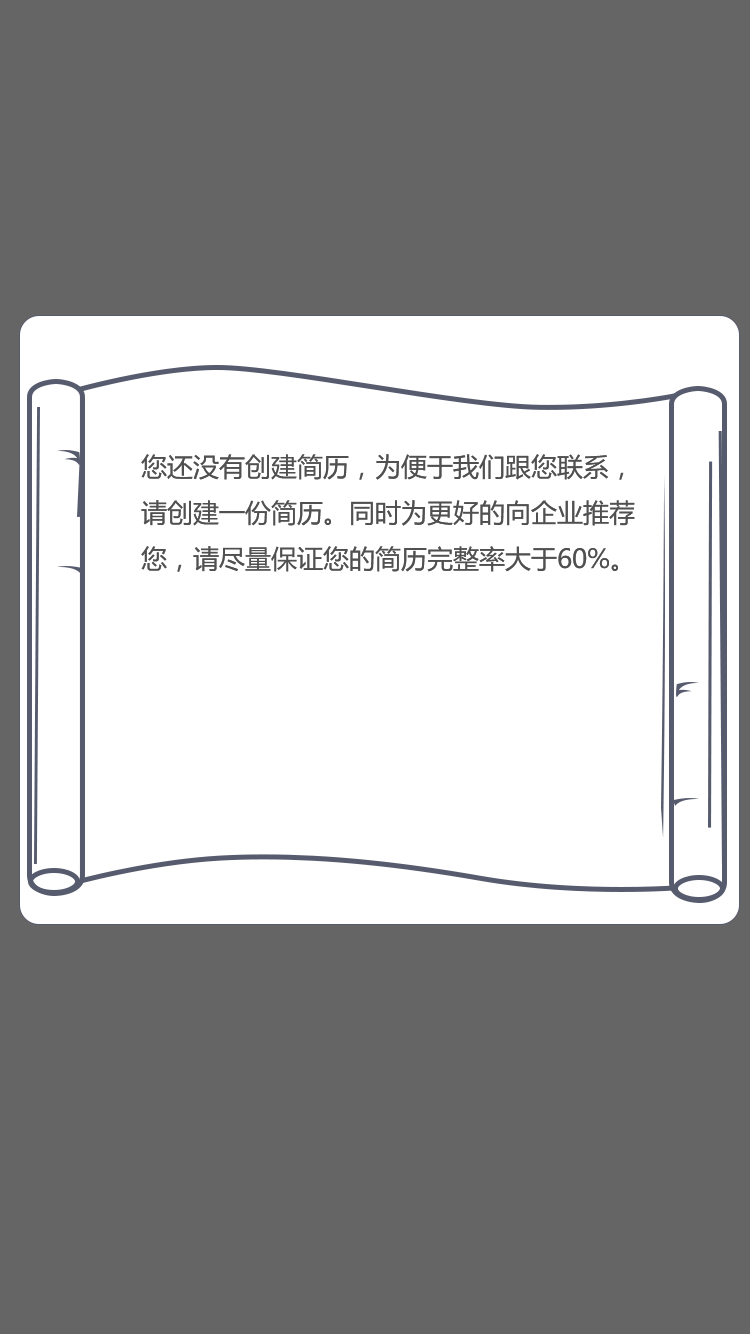 您还没有创建简历，为便于我们跟您联系，
请创建一份简历。同时为更好的向企业推荐
您，请尽量保证您的简历完整率大于60%。